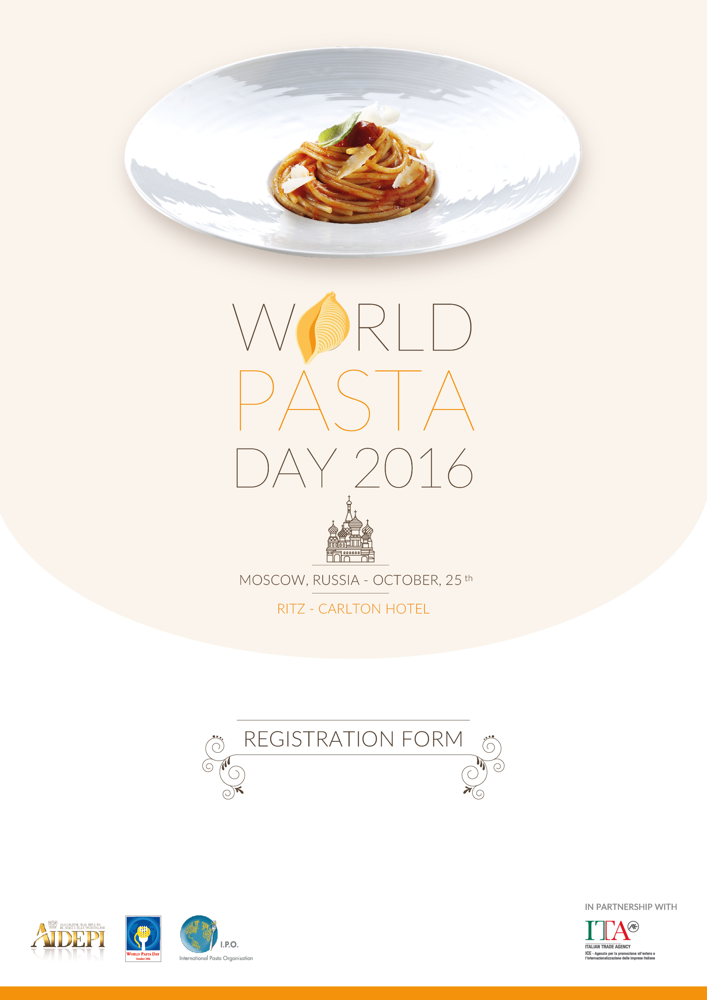 WORLD
PASTA
DAY 2016
MOSCOW, RUSSIA - OCTOBER, 25 th
RITZ - CARLTON HOTEL
REGISTRATION FORM
ASSOCIAZIONE DELLE INDUSTRIE
DEL DOLCE E DELLA PASTA ITALIANE
AIDEPI
WORLD PASTA DAY
October 25th
I.P.O.
International Pasta Organisation
IN PARTNERSHIP WITH
ITA
ITALIAN TRADE AGENCY
ICE - Agenzia per la promozione all'estero e
l'internazionalizzazione delle imprese italiane